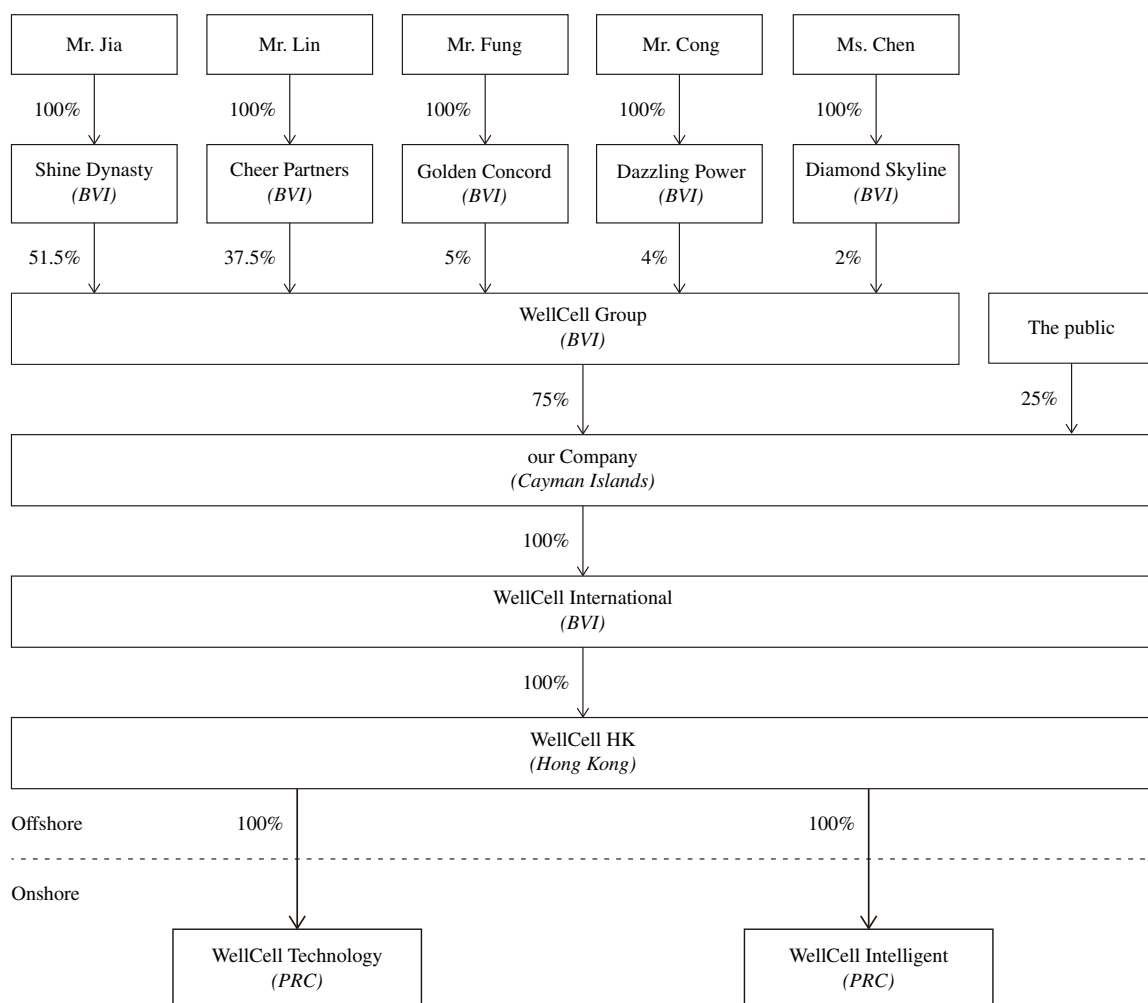 Mr. Jia
Mr. Lin
Mr. Fung
Mr. Cong
Ms. Chen
100%
100%
100%
100%
100%
Shine Dynasty
(BVI)
Cheer Partners
(BVI)
Golden Concord
(BVI)
Dazzling Power
(BVI)
Diamond Skyline
(BVI)
51.5%
37.5%
5%
4%
2%
WellCell Group
(BVI)
The public
75%
25%
our Company
(Cayman Islands)
100%
WellCell International
(BVI)
100%
WellCell HK
(Hong Kong)
Offshore
100%
100%
Onshore
WellCell Technology
(PRC)
WellCell Intelligent
(PRC)